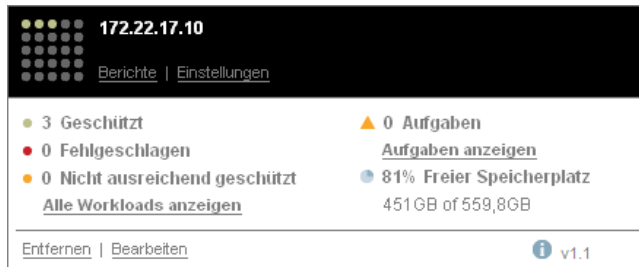 172.22.17.10
Berichte | Einstellungen
3 Geschützt
0 Fehlgeschlagen
0 Nicht ausreichend geschützt
Alle Workloads anzeigen
0 Aufgaben
Aufgaben anzeigen
81% Freier Speicherplatz
451GB of 559,8GB
Entfernen | Bearbeiten
i v1.1